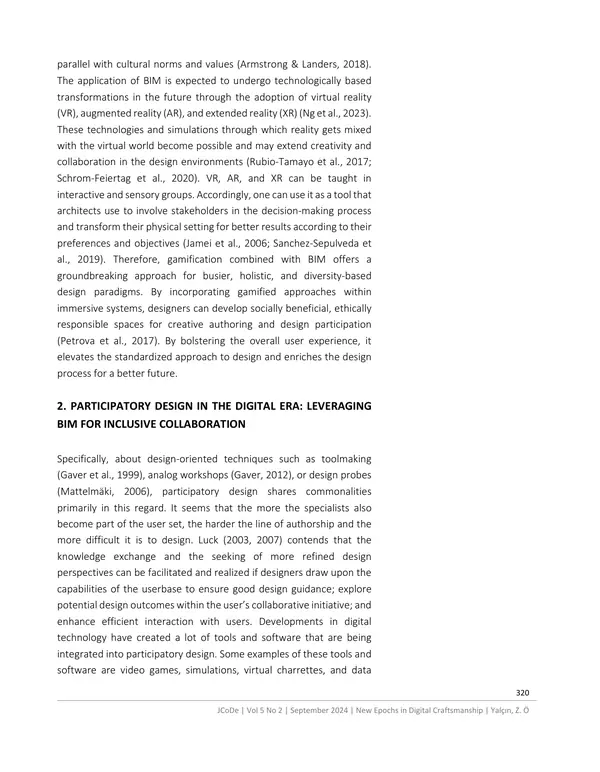 parallel with cultural norms and values (Armstrong & Landers, 2018).
The application of BIM is expected to undergo technologically based
transformations in the future through the adoption of virtual reality
(VR), augmented reality (AR), and extended reality (XR) (Ng et al., 2023).
These technologies and simulations through which reality gets mixed
with the virtual world become possible and may extend creativity and
collaboration in the design environments (Rubio-Tamayo et al., 2017;
Schrom-Feiertag et al., 2020). VR, AR, and XR can be taught in
interactive and sensory groups. Accordingly, one can use it as a tool that
architects use to involve stakeholders in the decision-making process
and transform their physical setting for better results according to their
preferences and objectives (Jamei et al., 2006; Sanchez-Sepulveda et
al., 2019). Therefore, gamification combined with BIM offers a
groundbreaking approach for busier, holistic, and diversity-based
design paradigms. By incorporating gamified approaches within
immersive systems, designers can develop socially beneficial, ethically
responsible spaces for creative authoring and design participation
(Petrova et al., 2017). By bolstering the overall user experience, it
elevates the standardized approach to design and enriches the design
process for a better future.
2. PARTICIPATORY DESIGN IN THE DIGITAL ERA: LEVERAGING
BIM FOR INCLUSIVE COLLABORATION
Specifically, about design-oriented techniques such as toolmaking
(Gaver et al., 1999), analog workshops (Gaver, 2012), or design probes
(Mattelmäki, 2006), participatory design shares commonalities
primarily in this regard. It seems that the more the specialists also
become part of the user set, the harder the line of authorship and the
more difficult it is to design. Luck (2003, 2007) contends that the
knowledge exchange and the seeking of more refined design
perspectives can be facilitated and realized if designers draw upon the
capabilities of the userbase to ensure good design guidance; explore
potential design outcomes within the user's collaborative initiative; and
enhance efficient interaction with users. Developments in digital
technology have created a lot of tools and software that are being
integrated into participatory design. Some examples of these tools and
software are video games, simulations, virtual charrettes, and data
320
JCoDe | Vol 5 No 2 | September 2024 | New Epochs in Digital Craftsmanship | Yalçın, Z. Ö